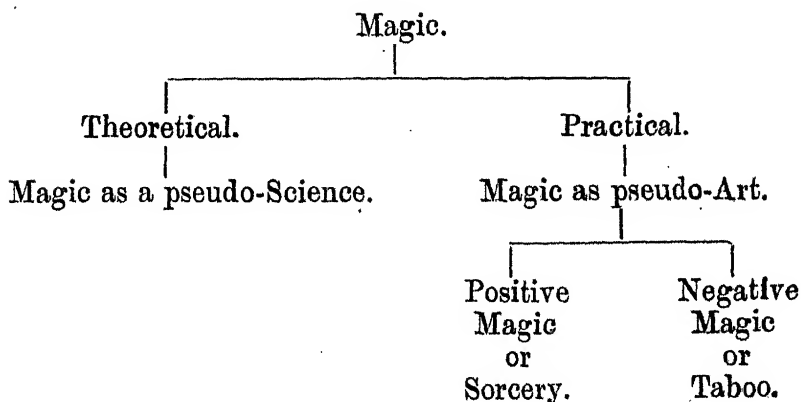 Magic.
Theoretical. Practical.
Magic as a pseudo-Science. Magic as pseudo-Art.
Positive Magic or Sorcery.
Negative Magic or Taboo.